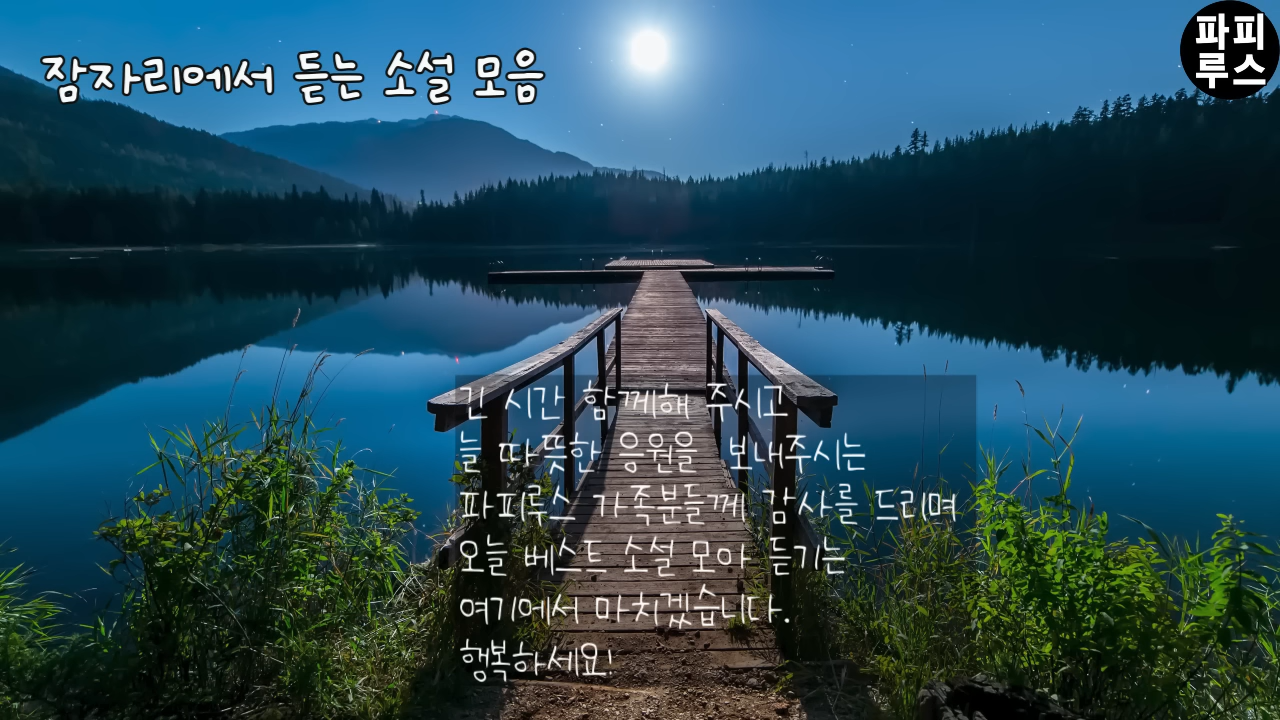 잠자리에서 듣는 소설 모음
파피
루스
긴 시간 함께해 주시고
늘 따뜻한 응원을 보내주시는
파피루스 가족분들께 감사를 드리며
오늘 베스트 소설 모아 듣기는
여기에서 마치겠습니다.
행복하세요!